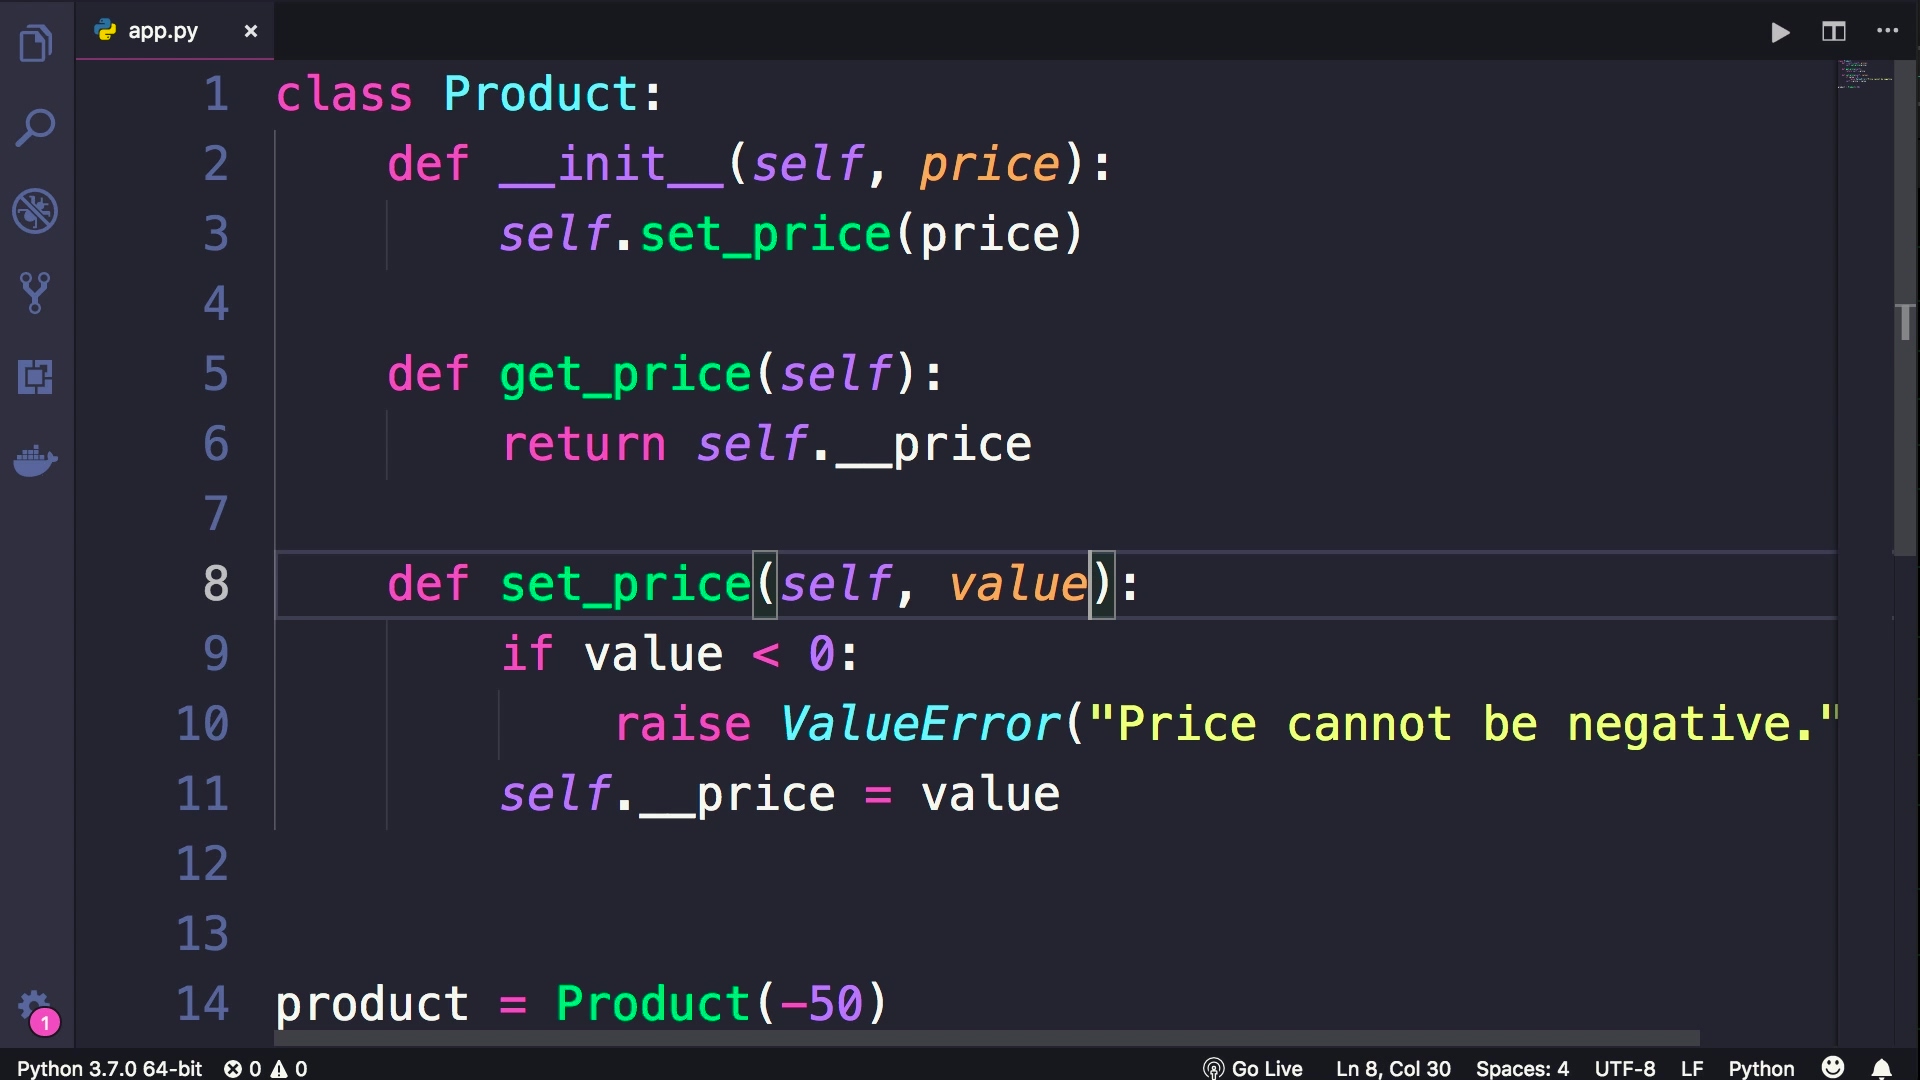 app.py
1 class Product:
2     def __init__(self, price):
3         self.set_price(price)
4
5     def get_price(self):
6         return self.__price
7
8     def set_price(self, value):
9         if value < 0:
10             raise ValueError("Price cannot be negative."
11         self.__price = value
12
13
14 product = Product(-50)
1
Python 3.7.0 64-bit 0 0 Go Live Ln 8, Col 30 Spaces: 4 UTF-8 LF Python